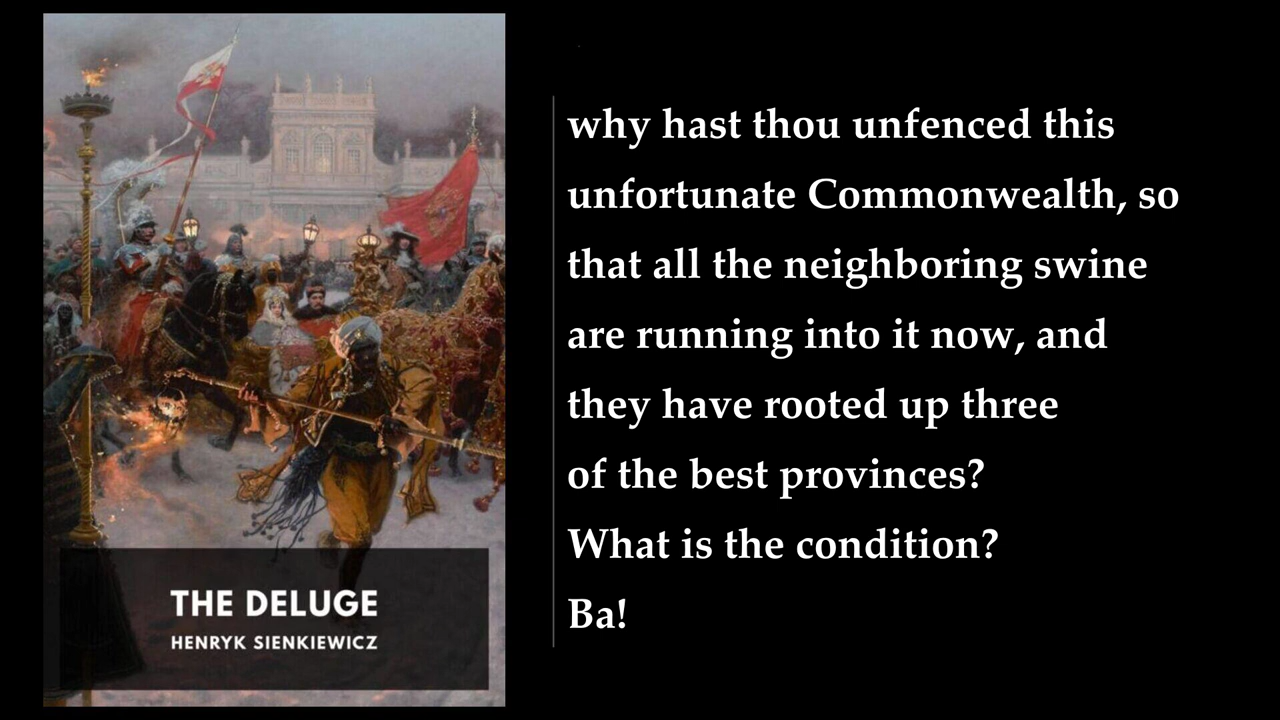 why hast thou unfenced this
unfortunate Commonwealth, so
that all the neighboring swine
are running into it now, and
they have rooted up three
of the best provinces?
What is the condition?
Ba!
THE DELUGE
HENRYK SIENKIEWICZ